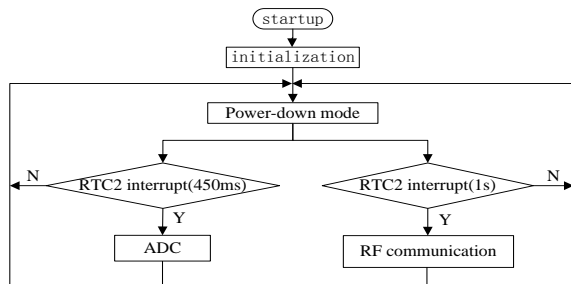 startup
initialization
Power-down mode
N
RTC2 interrupt(450ms)
RTC2 interrupt(1s)
N
Y
Y
ADC
RF communication